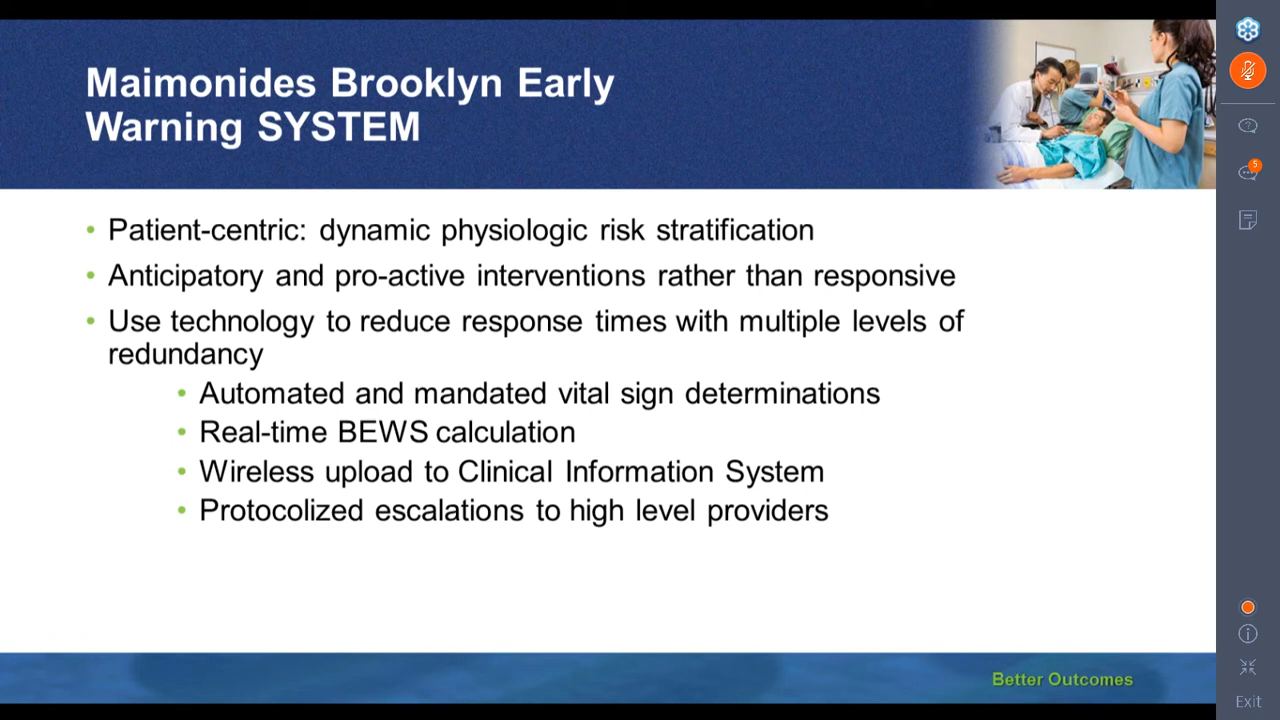 Maimonides Brooklyn Early
Warning SYSTEM
• Patient-centric: dynamic physiologic risk stratification
• Anticipatory and pro-active interventions rather than responsive
• Use technology to reduce response times with multiple levels of
redundancy
• Automated and mandated vital sign determinations
• Real-time BEWS calculation
• Wireless upload to Clinical Information System
• Protocolized escalations to high level providers
Better Outcomes
5
Exit